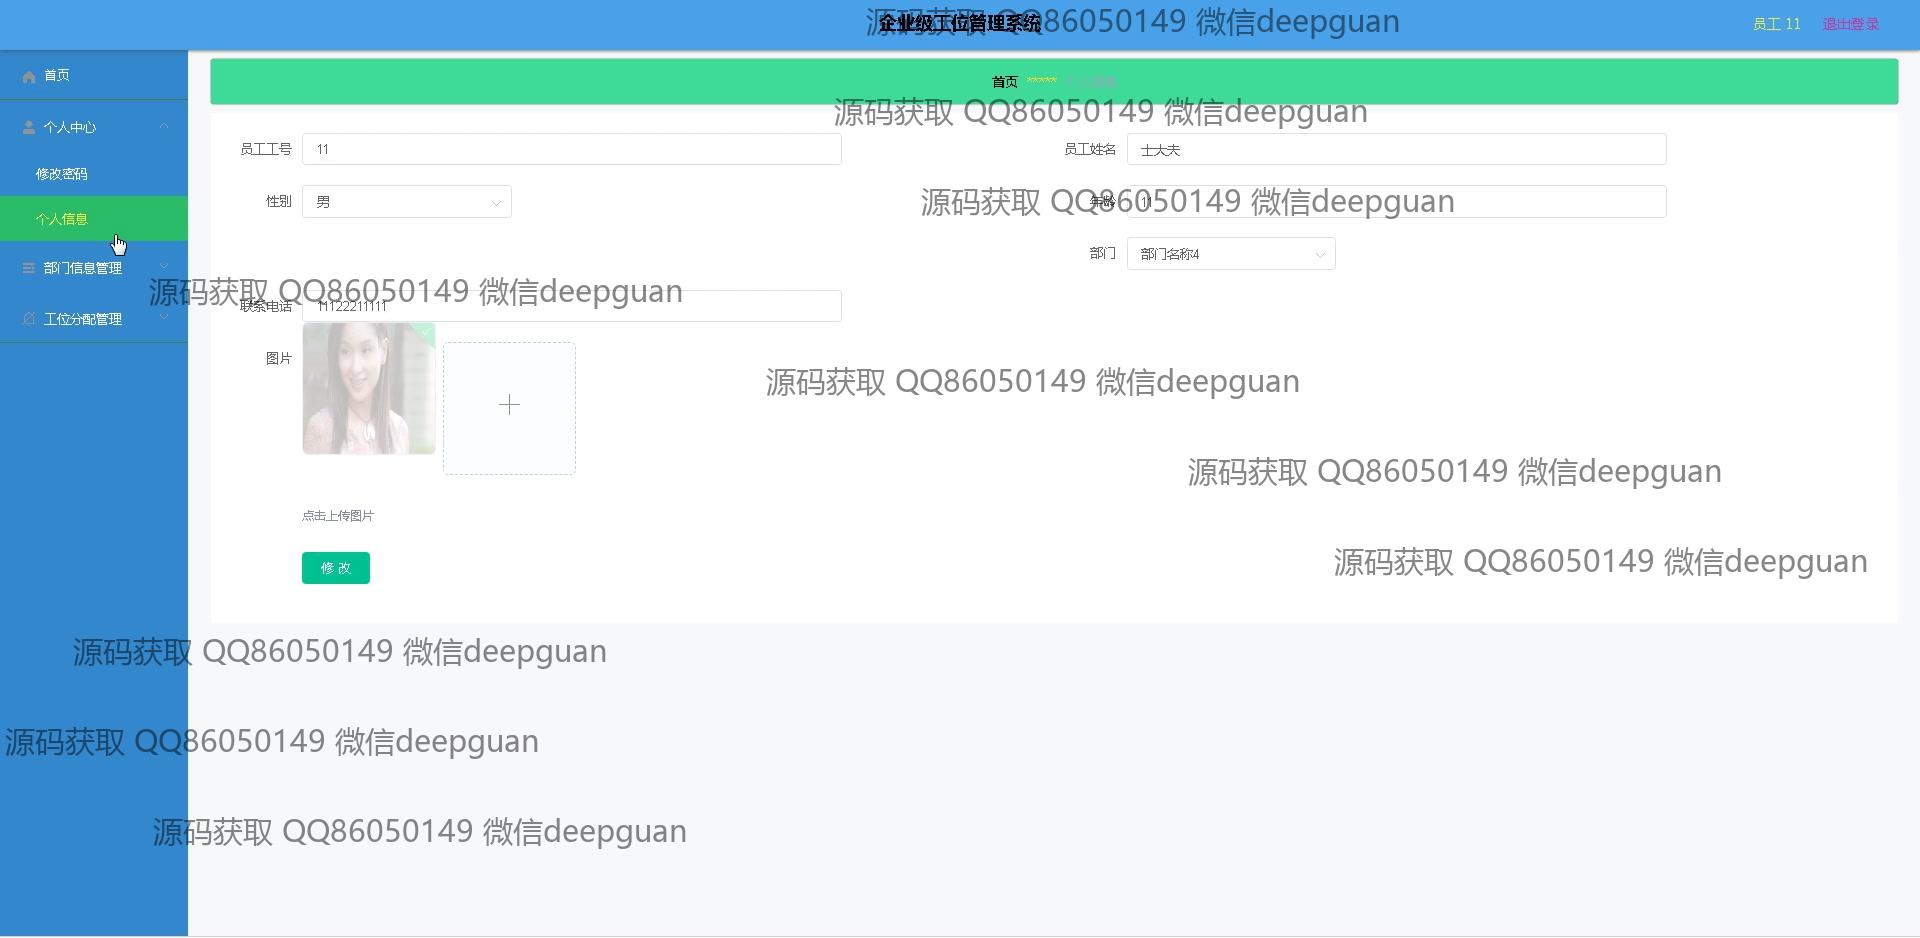 企业级工位管理系统
源码获取 QQ86050149 微信deepguan
员工 11 退出登录
首页
首页 ***** 个人信息
源码获取 QQ86050149 微信deepguan
个人中心
员工工号 11
员工姓名 士大夫
修改密码
性别 男
年龄 11
源码获取 QQ86050149 微信deepguan
个人信息
部门 部门名称4
部门信息管理
源码获取 QQ86050149 微信deepguan
联系电话 11122211111
工位分配管理
图片
源码获取 QQ86050149 微信deepguan
源码获取 QQ86050149 微信deepguan
点击上传图片
源码获取 QQ86050149 微信deepguan
修 改
源码获取 QQ86050149 微信deepguan
源码获取 QQ86050149 微信deepguan
源码获取 QQ86050149 微信deepguan